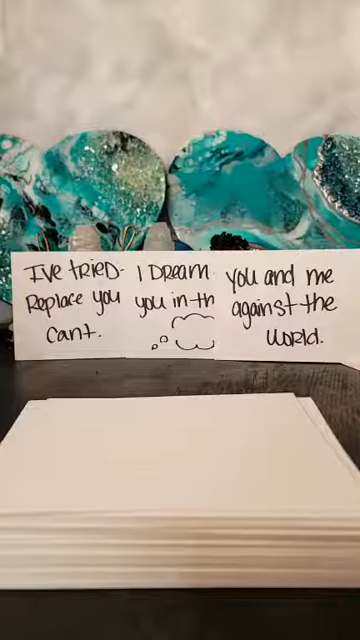 I've tried-
Replace you
Can't.
I Dream
you in th
you and me
against the
World.